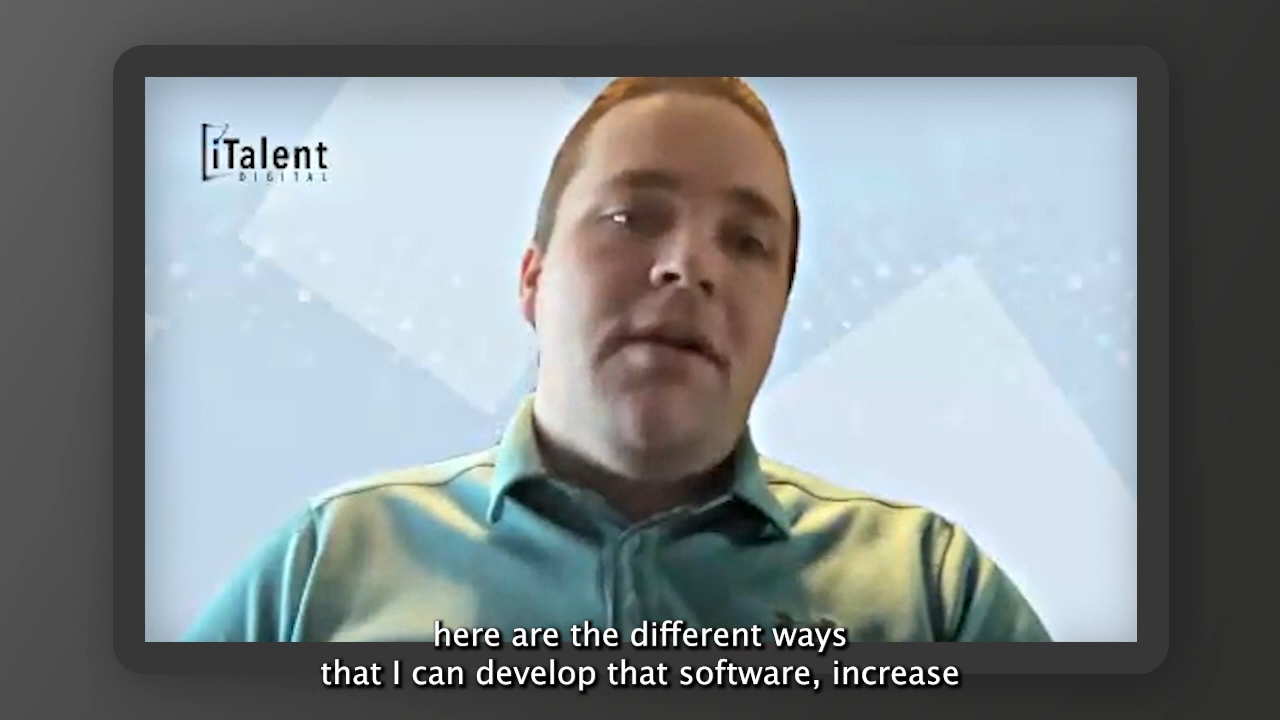 iTalent
DIGITAL
here are the different ways
that I can develop that software, increase